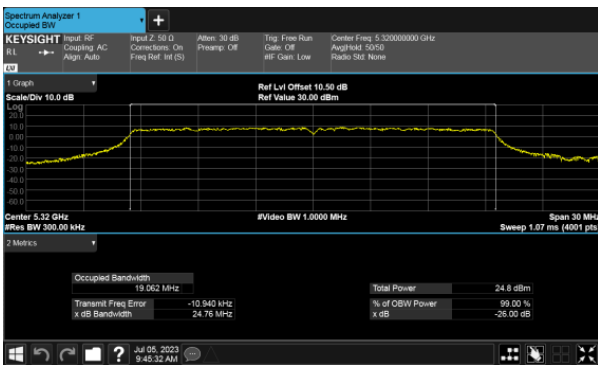 Spectrum Analyzer 1
Occupied BW
KEYSIGHT Input: RF Input Z: 50 Ω Atten: 30 dB Trig: Free Run Center Freq: 5.320000000 GHz
RL Coupling: AC Corrections: On Preamp: Off Gate: Off Avg|Hold: 50/50
Align: Auto Freq Ref: Int (S) #IF Gain: Low Radio Std: None
LXI
1 Graph
Ref Lvl Offset 10.50 dB
Scale/Div 10.0 dB Ref Value 30.00 dBm
Log
20.0
10.0
0.00
-10.0
-20.0
-30.0
-40.0
-50.0
-60.0
Center 5.32 GHz #Video BW 1.0000 MHz Span 30 MHz
#Res BW 300.00 kHz Sweep 1.07 ms (4001 pts
2 Metrics
Occupied Bandwidth
19.062 MHz Total Power 24.8 dBm
Transmit Freq Error -10.940 kHz % of OBW Power 99.00 %
x dB Bandwidth 24.76 MHz x dB -26.00 dB
? Jul 05, 2023
9:45:32 AM